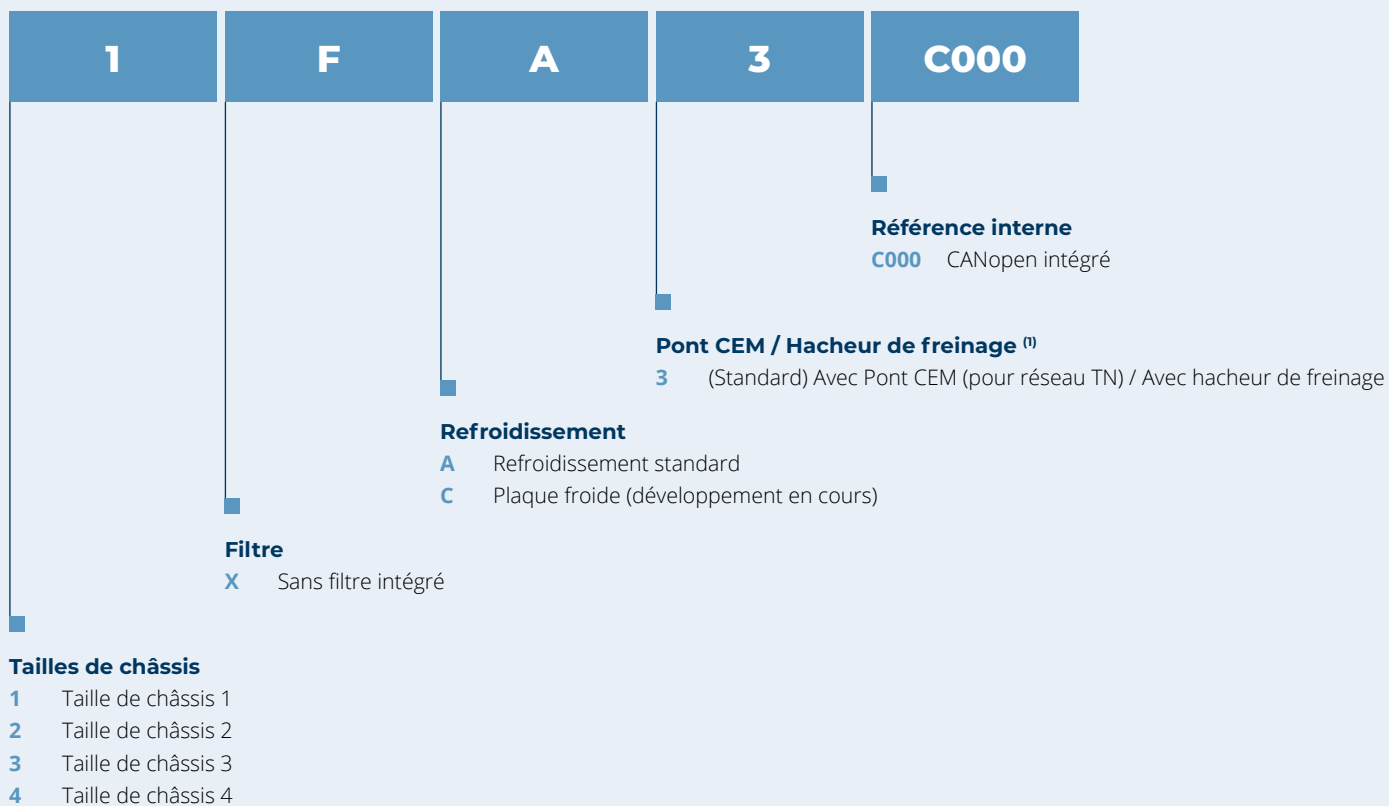 1 F A 3 C000
Référence interne
C000 CANopen intégré
Pont CEM / Hacheur de freinage (1)
3 (Standard) Avec Pont CEM (pour réseau TN) / Avec hacheur de freinage
Refroidissement
A Refroidissement standard
C Plaque froide (développement en cours)
Filtre
X Sans filtre intégré
Tailles de châssis
1 Taille de châssis 1
2 Taille de châssis 2
3 Taille de châssis 3
4 Taille de châssis 4